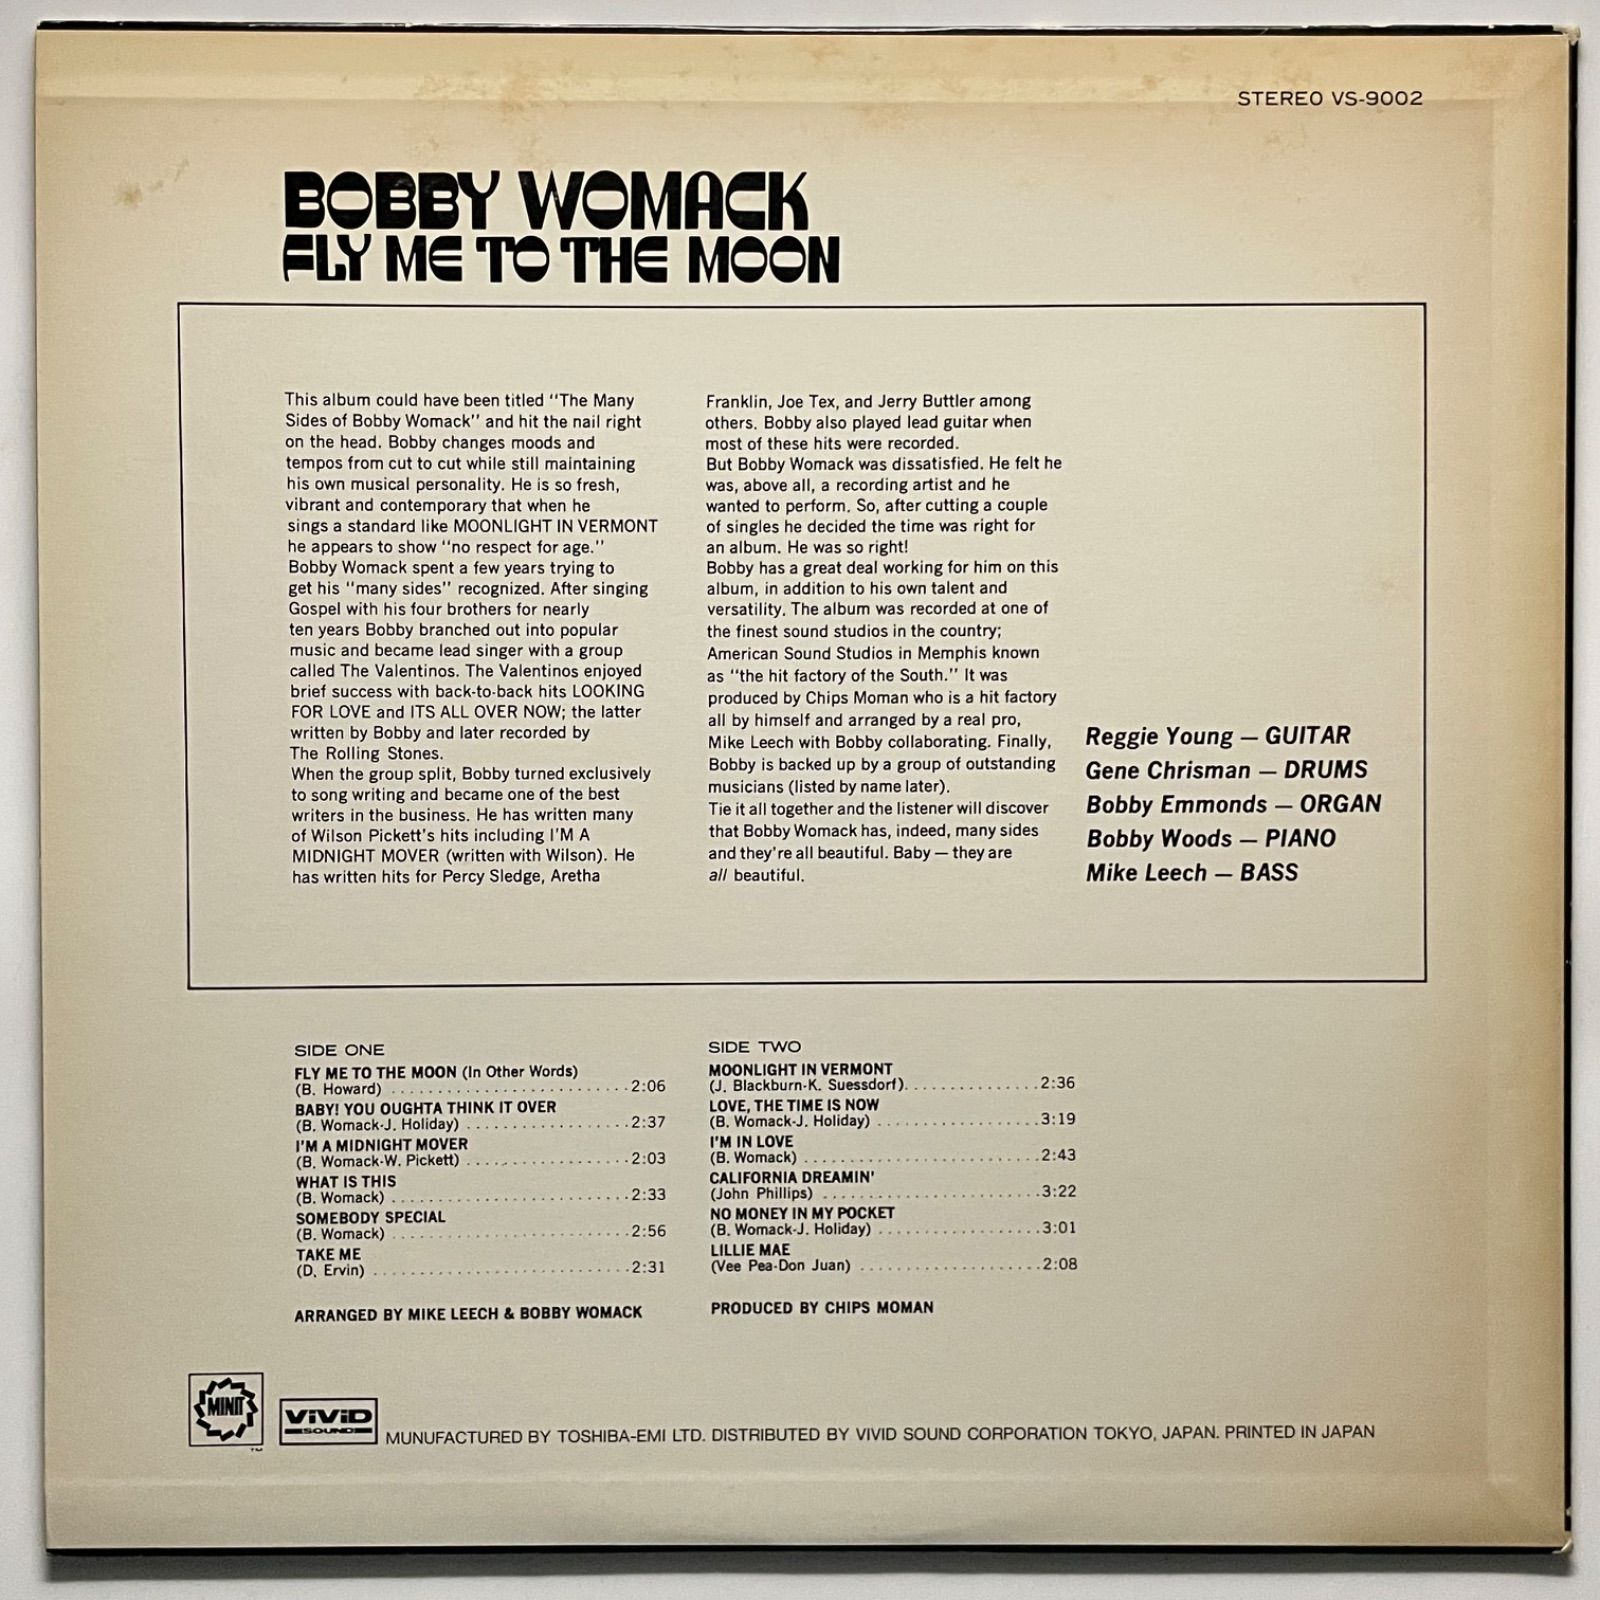 STEREO VS-9002
BOBBY WOMACK
FLY ME TO THE MOON
This album could have been titled "The Many
Sides of Bobby Womack" and hit the nail right
on the head. Bobby changes moods and
tempos from cut to cut while still maintaining
his own musical personality. He is so fresh,
vibrant and contemporary that when he
sings a standard like MOONLIGHT IN VERMONT
he appears to show "no respect for age."
Bobby Womack spent a few years trying to
get his "many sides" recognized. After singing
Gospel with his four brothers for nearly
ten years Bobby branched out into popular
music and became lead singer with a group
called The Valentinos. The Valentinos enjoyed
brief success with back-to-back hits LOOKING
FOR LOVE and ITS ALL OVER NOW; the latter
written by Bobby and later recorded by
The Rolling Stones.
When the group split, Bobby turned exclusively
to song writing and became one of the best
writers in the business. He has written many
of Wilson Pickett's hits including I'M A
MIDNIGHT MOVER (written with Wilson). He
has written hits for Percy Sledge, Aretha
Franklin, Joe Tex, and Jerry Buttler among
others. Bobby also played lead guitar when
most of these hits were recorded.
But Bobby Womack was dissatisfied. He felt he
was, above all, a recording artist and he
wanted to perform. So, after cutting a couple
of singles he decided the time was right for
an album. He was so right!
Bobby has a great deal working for him on this
album, in addition to his own talent and
versatility. The album was recorded at one of
the finest sound studios in the country;
American Sound Studios in Memphis known
as "the hit factory of the South." It was
produced by Chips Moman who is a hit factory
all by himself and arranged by a real pro,
Mike Leech with Bobby collaborating. Finally,
Bobby is backed up by a group of outstanding
musicians (listed by name later).
Tie it all together and the listener will discover
that Bobby Womack has, indeed, many sides
and they're all beautiful. Baby — they are
all beautiful.
Reggie Young — GUITAR
Gene Chrisman — DRUMS
Bobby Emmonds — ORGAN
Bobby Woods — PIANO
Mike Leech — BASS
SIDE ONE
FLY ME TO THE MOON (In Other Words)
(B. Howard) ........................ 2:06
BABY! YOU OUGHTA THINK IT OVER
(B. Womack-J. Holiday) ................. 2:37
I'M A MIDNIGHT MOVER
(B. Womack-W. Pickett) ................. 2:03
WHAT IS THIS
(B. Womack) ........................ 2:33
SOMEBODY SPECIAL
(B. Womack) ........................ 2:56
TAKE ME
(D. Ervin) .......................... 2:31
ARRANGED BY MIKE LEECH & BOBBY WOMACK
SIDE TWO
MOONLIGHT IN VERMONT
(J. Blackburn-K. Suessdorf) .............. 2:36
LOVE, THE TIME IS NOW
(B. Womack-J. Holiday) ................. 3:19
I'M IN LOVE
(B. Womack) ........................ 2:43
CALIFORNIA DREAMIN'
(John Phillips) ...................... 3:22
NO MONEY IN MY POCKET
(B. Womack-J. Holiday) ................. 3:01
LILLIE MAE
(Vee Pea-Don Juan) ................... 2:08
PRODUCED BY CHIPS MOMAN
MINIT
TM
ViViD
SOUND
MUNUFACTURED BY TOSHIBA-EMI LTD. DISTRIBUTED BY VIVID SOUND CORPORATION TOKYO, JAPAN. PRINTED IN JAPAN